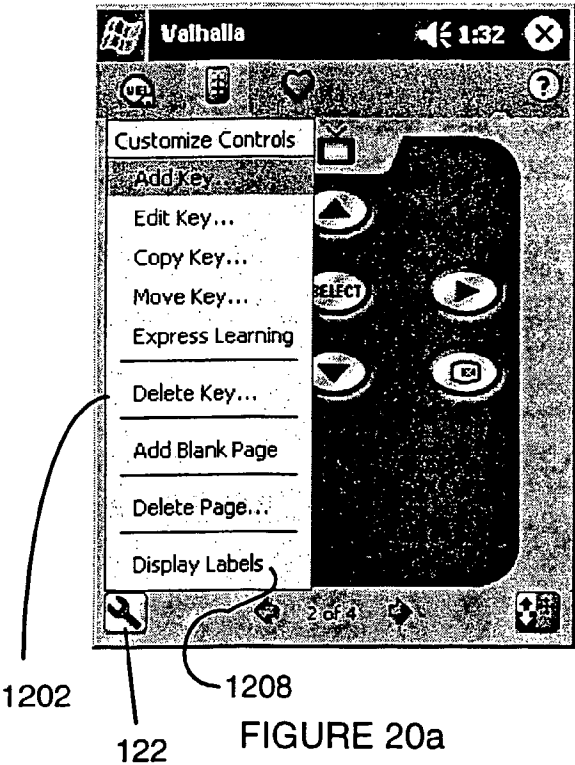 Valhalla 1:32
UEI ?
Customize Controls
Add Key...
Edit Key...
Copy Key...
Move Key...
SELECT
Express Learning
Delete Key...
Add Blank Page
Delete Page...
Display Labels
2 of 4
1202
122
1208
FIGURE 20a